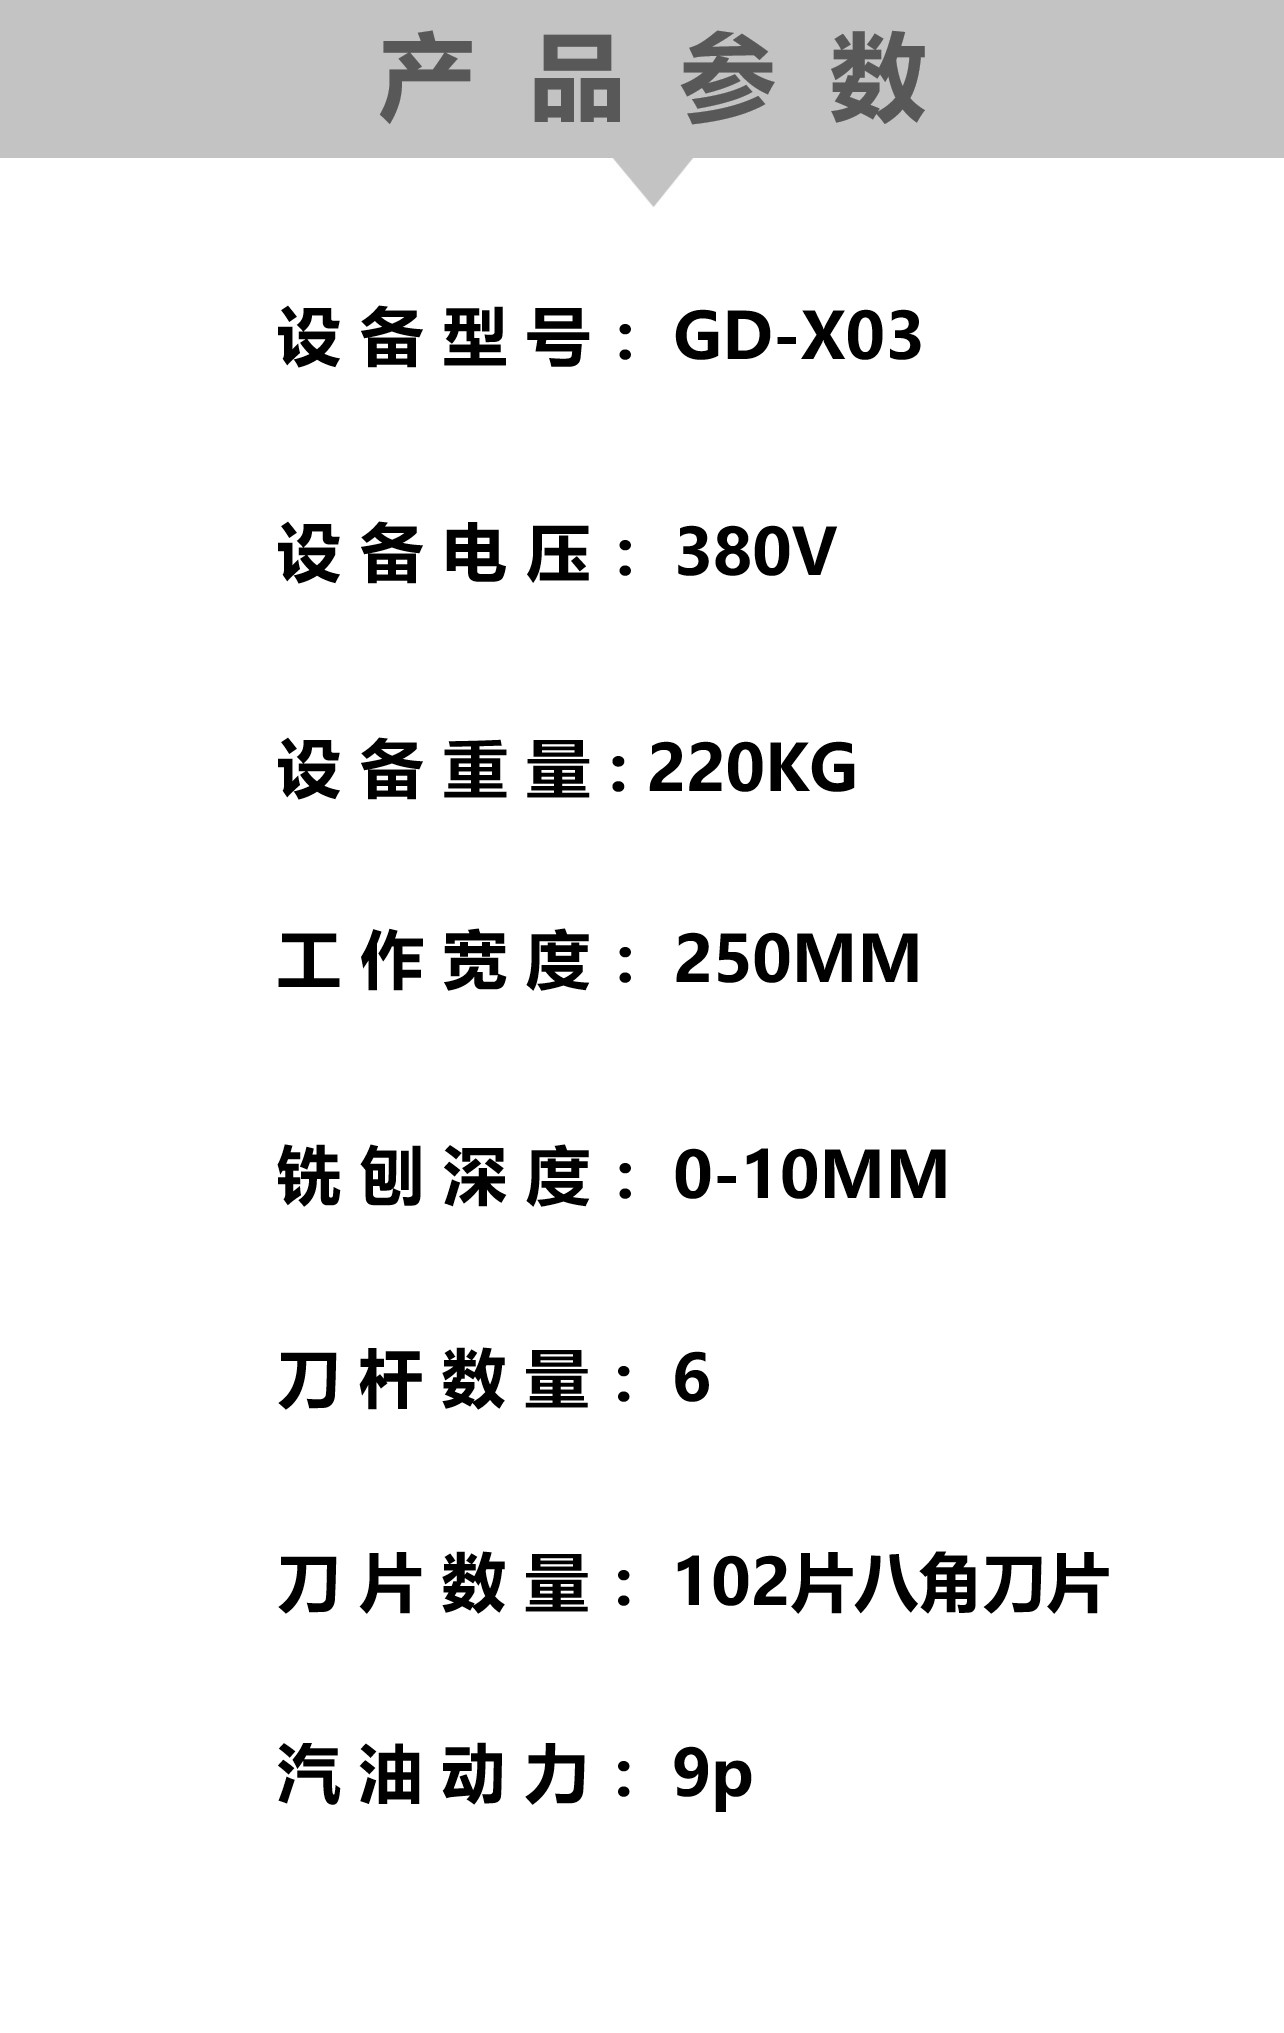 产品参数
设备型号：GD-X03
设备电压：380V
设备重量：220KG
工作宽度：250MM
铣刨深度：0-10MM
刀杆数量：6
刀片数量：102片八角刀片
汽油动力：9p